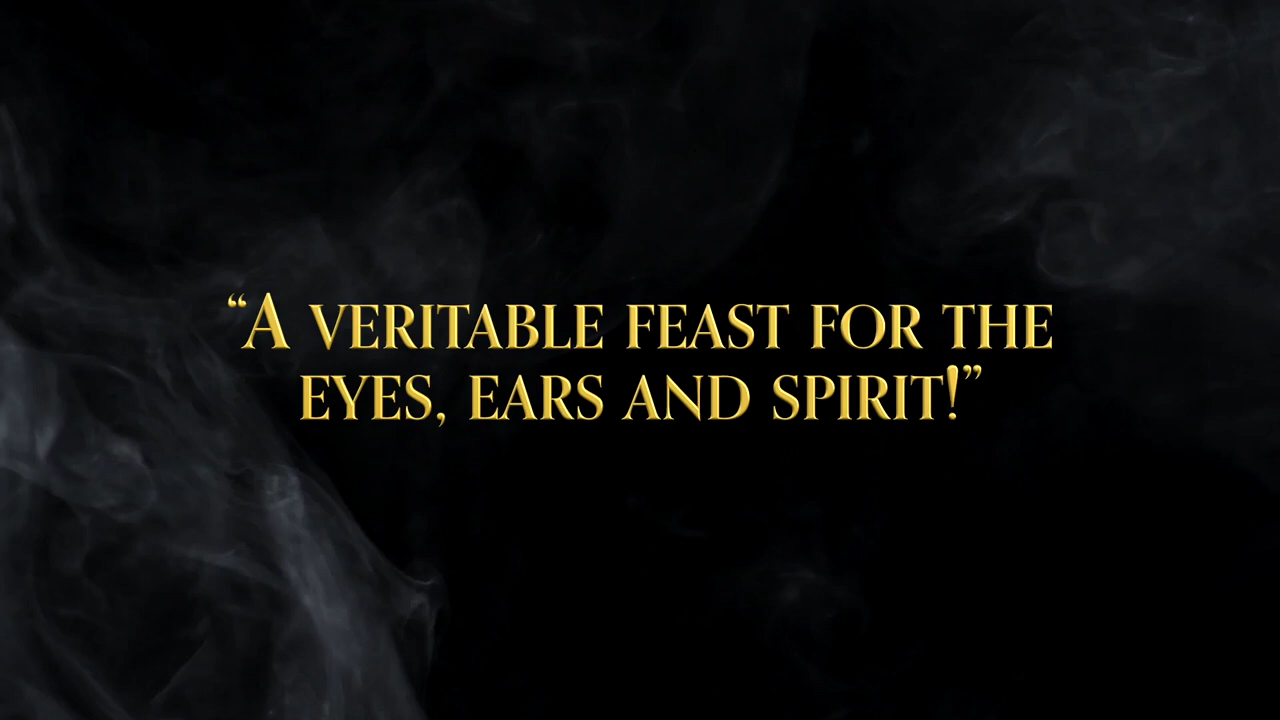 “A VERITABLE FEAST FOR THE
EYES, EARS AND SPIRIT!”